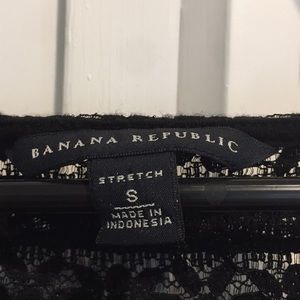 BANANA REPUBLIC
STRETCH
S
MADE IN
INDONESIA